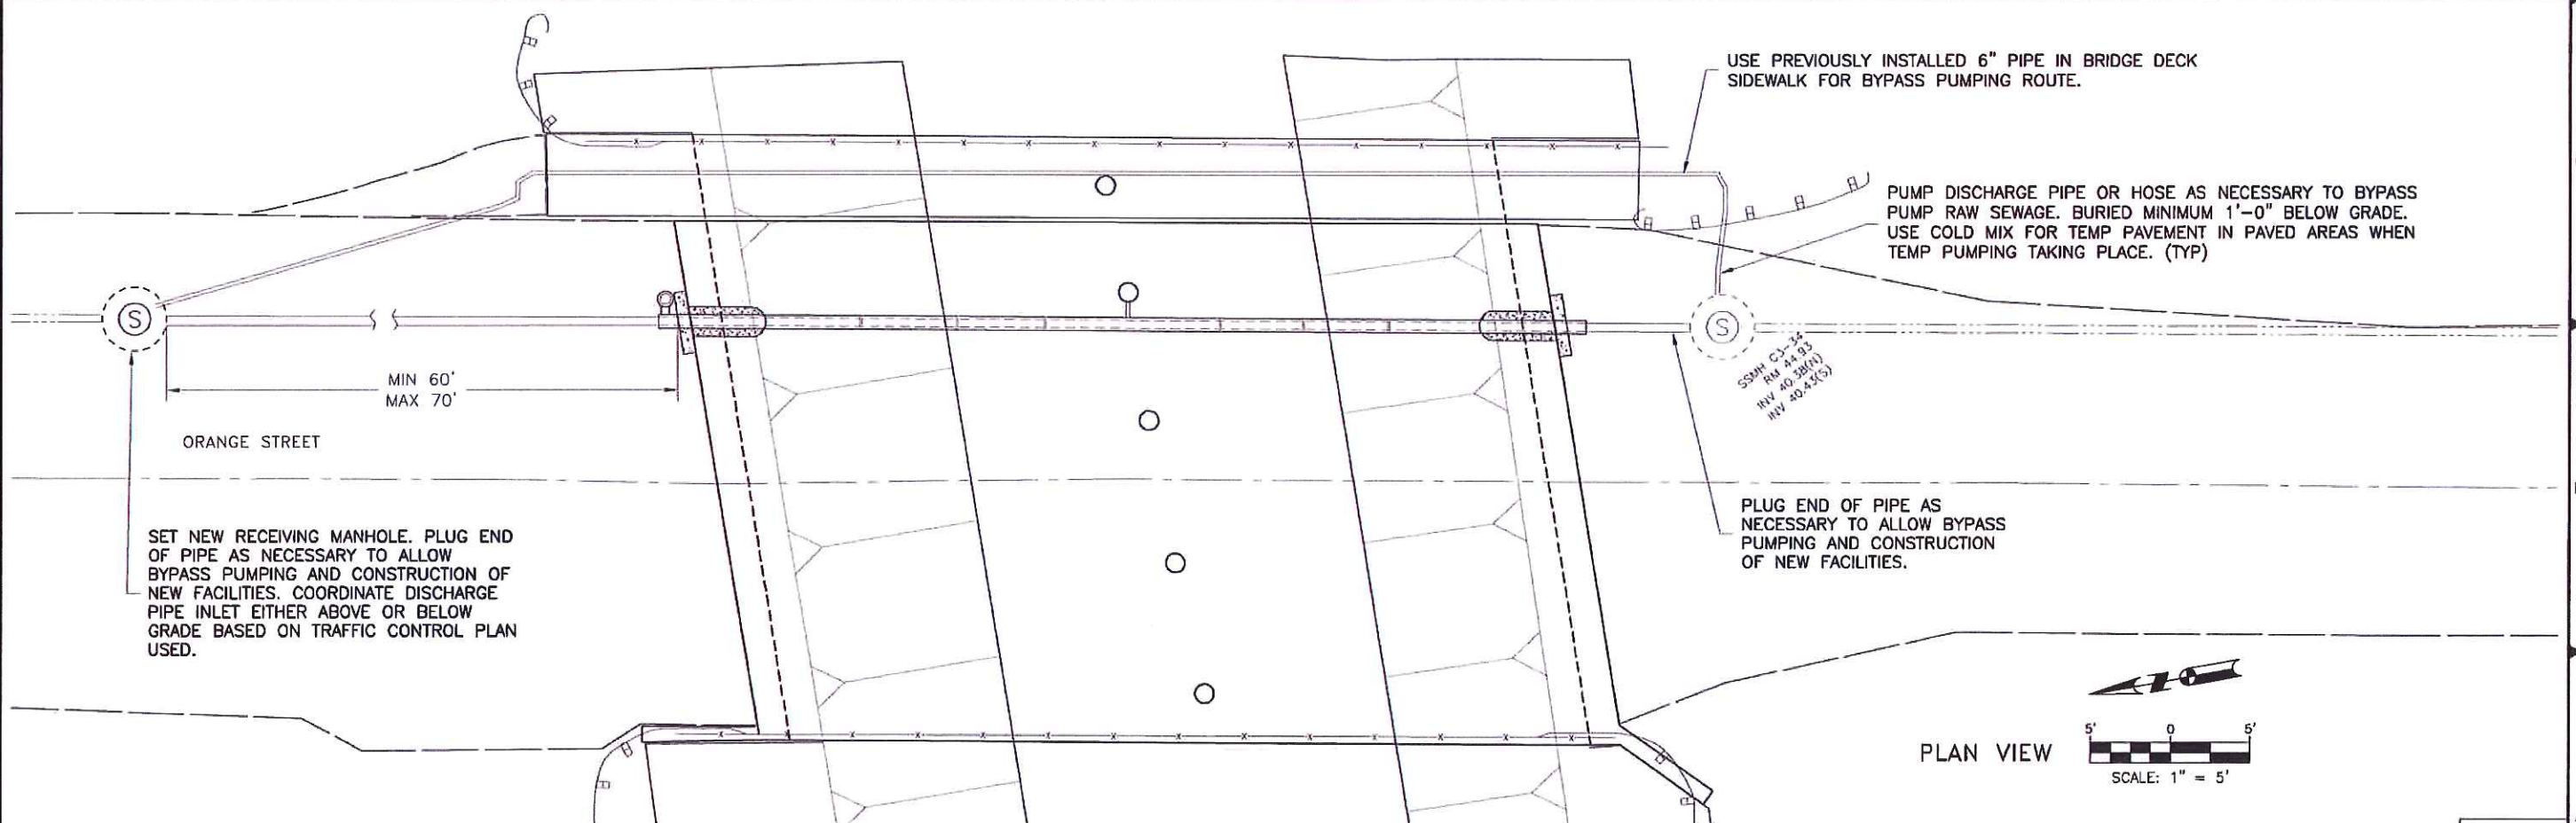 USE PREVIOUSLY INSTALLED 6" PIPE IN BRIDGE DECK
SIDEWALK FOR BYPASS PUMPING ROUTE.
PUMP DISCHARGE PIPE OR HOSE AS NECESSARY TO BYPASS
PUMP RAW SEWAGE. BURIED MINIMUM 1'-0" BELOW GRADE.
USE COLD MIX FOR TEMP PAVEMENT IN PAVED AREAS WHEN
TEMP PUMPING TAKING PLACE. (TYP)
S
S
SSMH C3-34
RM 44.93
INV 40.38(N)
INV 40.43(S)
MIN 60'
MAX 70'
ORANGE STREET
SET NEW RECEIVING MANHOLE. PLUG END
OF PIPE AS NECESSARY TO ALLOW
BYPASS PUMPING AND CONSTRUCTION OF
NEW FACILITIES. COORDINATE DISCHARGE
PIPE INLET EITHER ABOVE OR BELOW
GRADE BASED ON TRAFFIC CONTROL PLAN
USED.
PLUG END OF PIPE AS
NECESSARY TO ALLOW BYPASS
PUMPING AND CONSTRUCTION
OF NEW FACILITIES.
Z
PLAN VIEW
5' 0 5'
SCALE: 1" = 5'